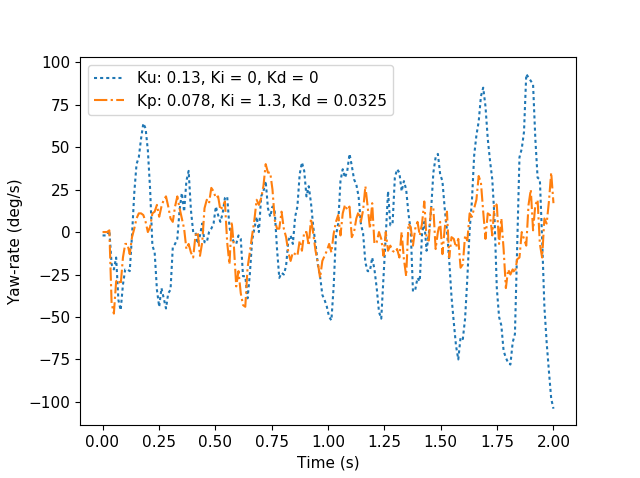 Ku: 0.13, Ki = 0, Kd = 0
Kp: 0.078, Ki = 1.3, Kd = 0.0325
100
75
50
25
0
−25
−50
−75
−100
Yaw-rate (deg/s)
0.00 0.25 0.50 0.75 1.00 1.25 1.50 1.75 2.00
Time (s)